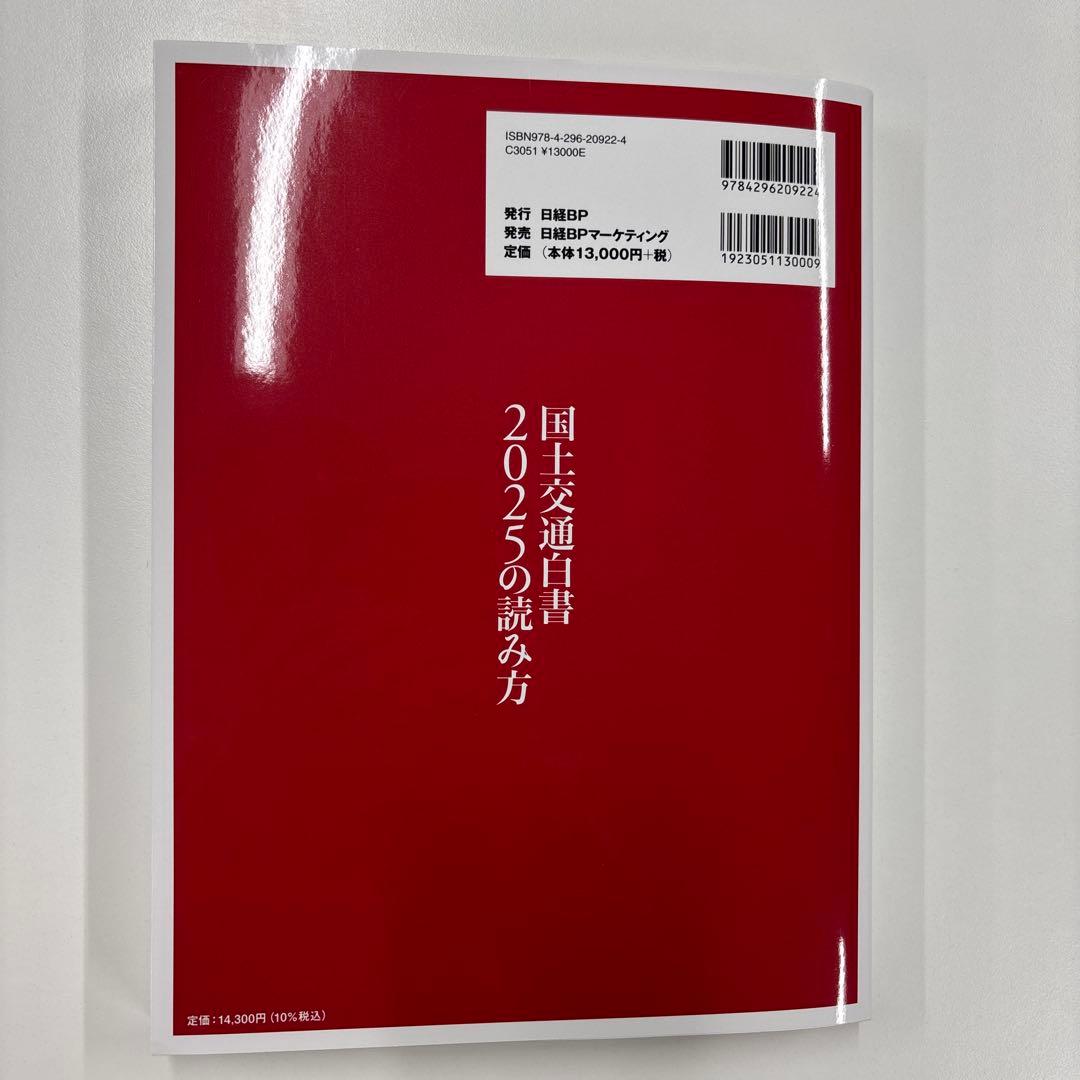 ISBN978-4-296-20922-4
C3051 ¥13000E
9784296209224
発行 日経BP
発売 日経BPマーケティング
定価 (本体13,000円+税)
1923051130009
国土交通白書
2025の読み方
定価：14,300円（10%税込）